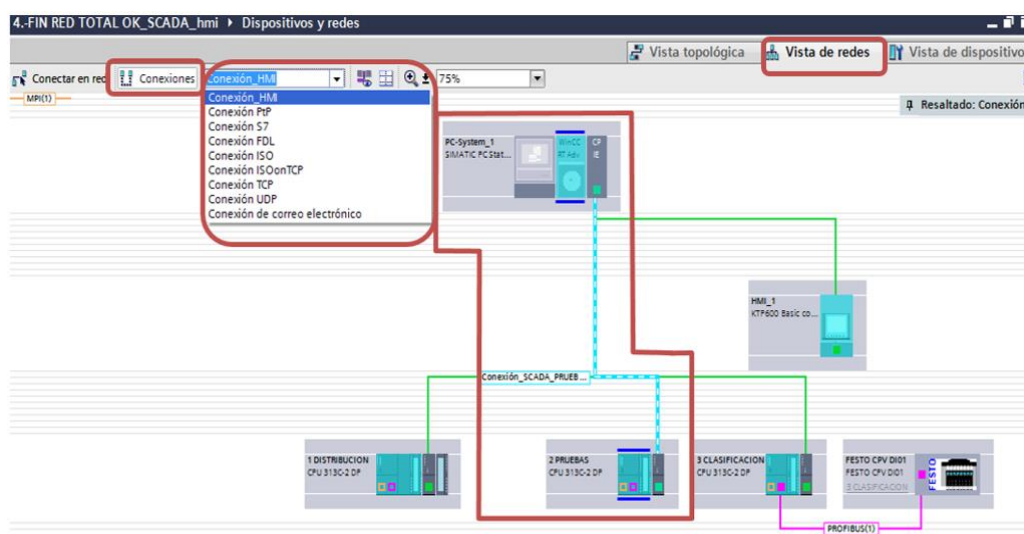 4.-FIN RED TOTAL OK_SCADA_hmi ▸ Dispositivos y redes
Vista topológica
Vista de redes
Vista de dispositivo
Conectar en red
Conexiones
Conexión_HMI
75%
MPI(1)
Resaltado: Conexión
Conexión_HMI
Conexión PtP
Conexión S7
Conexión FDL
Conexión ISO
Conexión ISOonTCP
Conexión TCP
Conexión UDP
Conexión de correo electrónico
PC-System_1
SIMATIC PC Stat...
WinCC
RT Adv
CP
IE
HMI_1
KTP600 Basic co...
Conexión_SCADA_PRUEB...
1 DISTRIBUCION
CPU 313C-2 DP
2 PRUEBAS
CPU 313C-2 DP
3 CLASIFICACION
CPU 313C-2 DP
FESTO CPV DI01
FESTO CPV DI01
3 CLASIFICACION
FESTO
PROFIBUS(1)